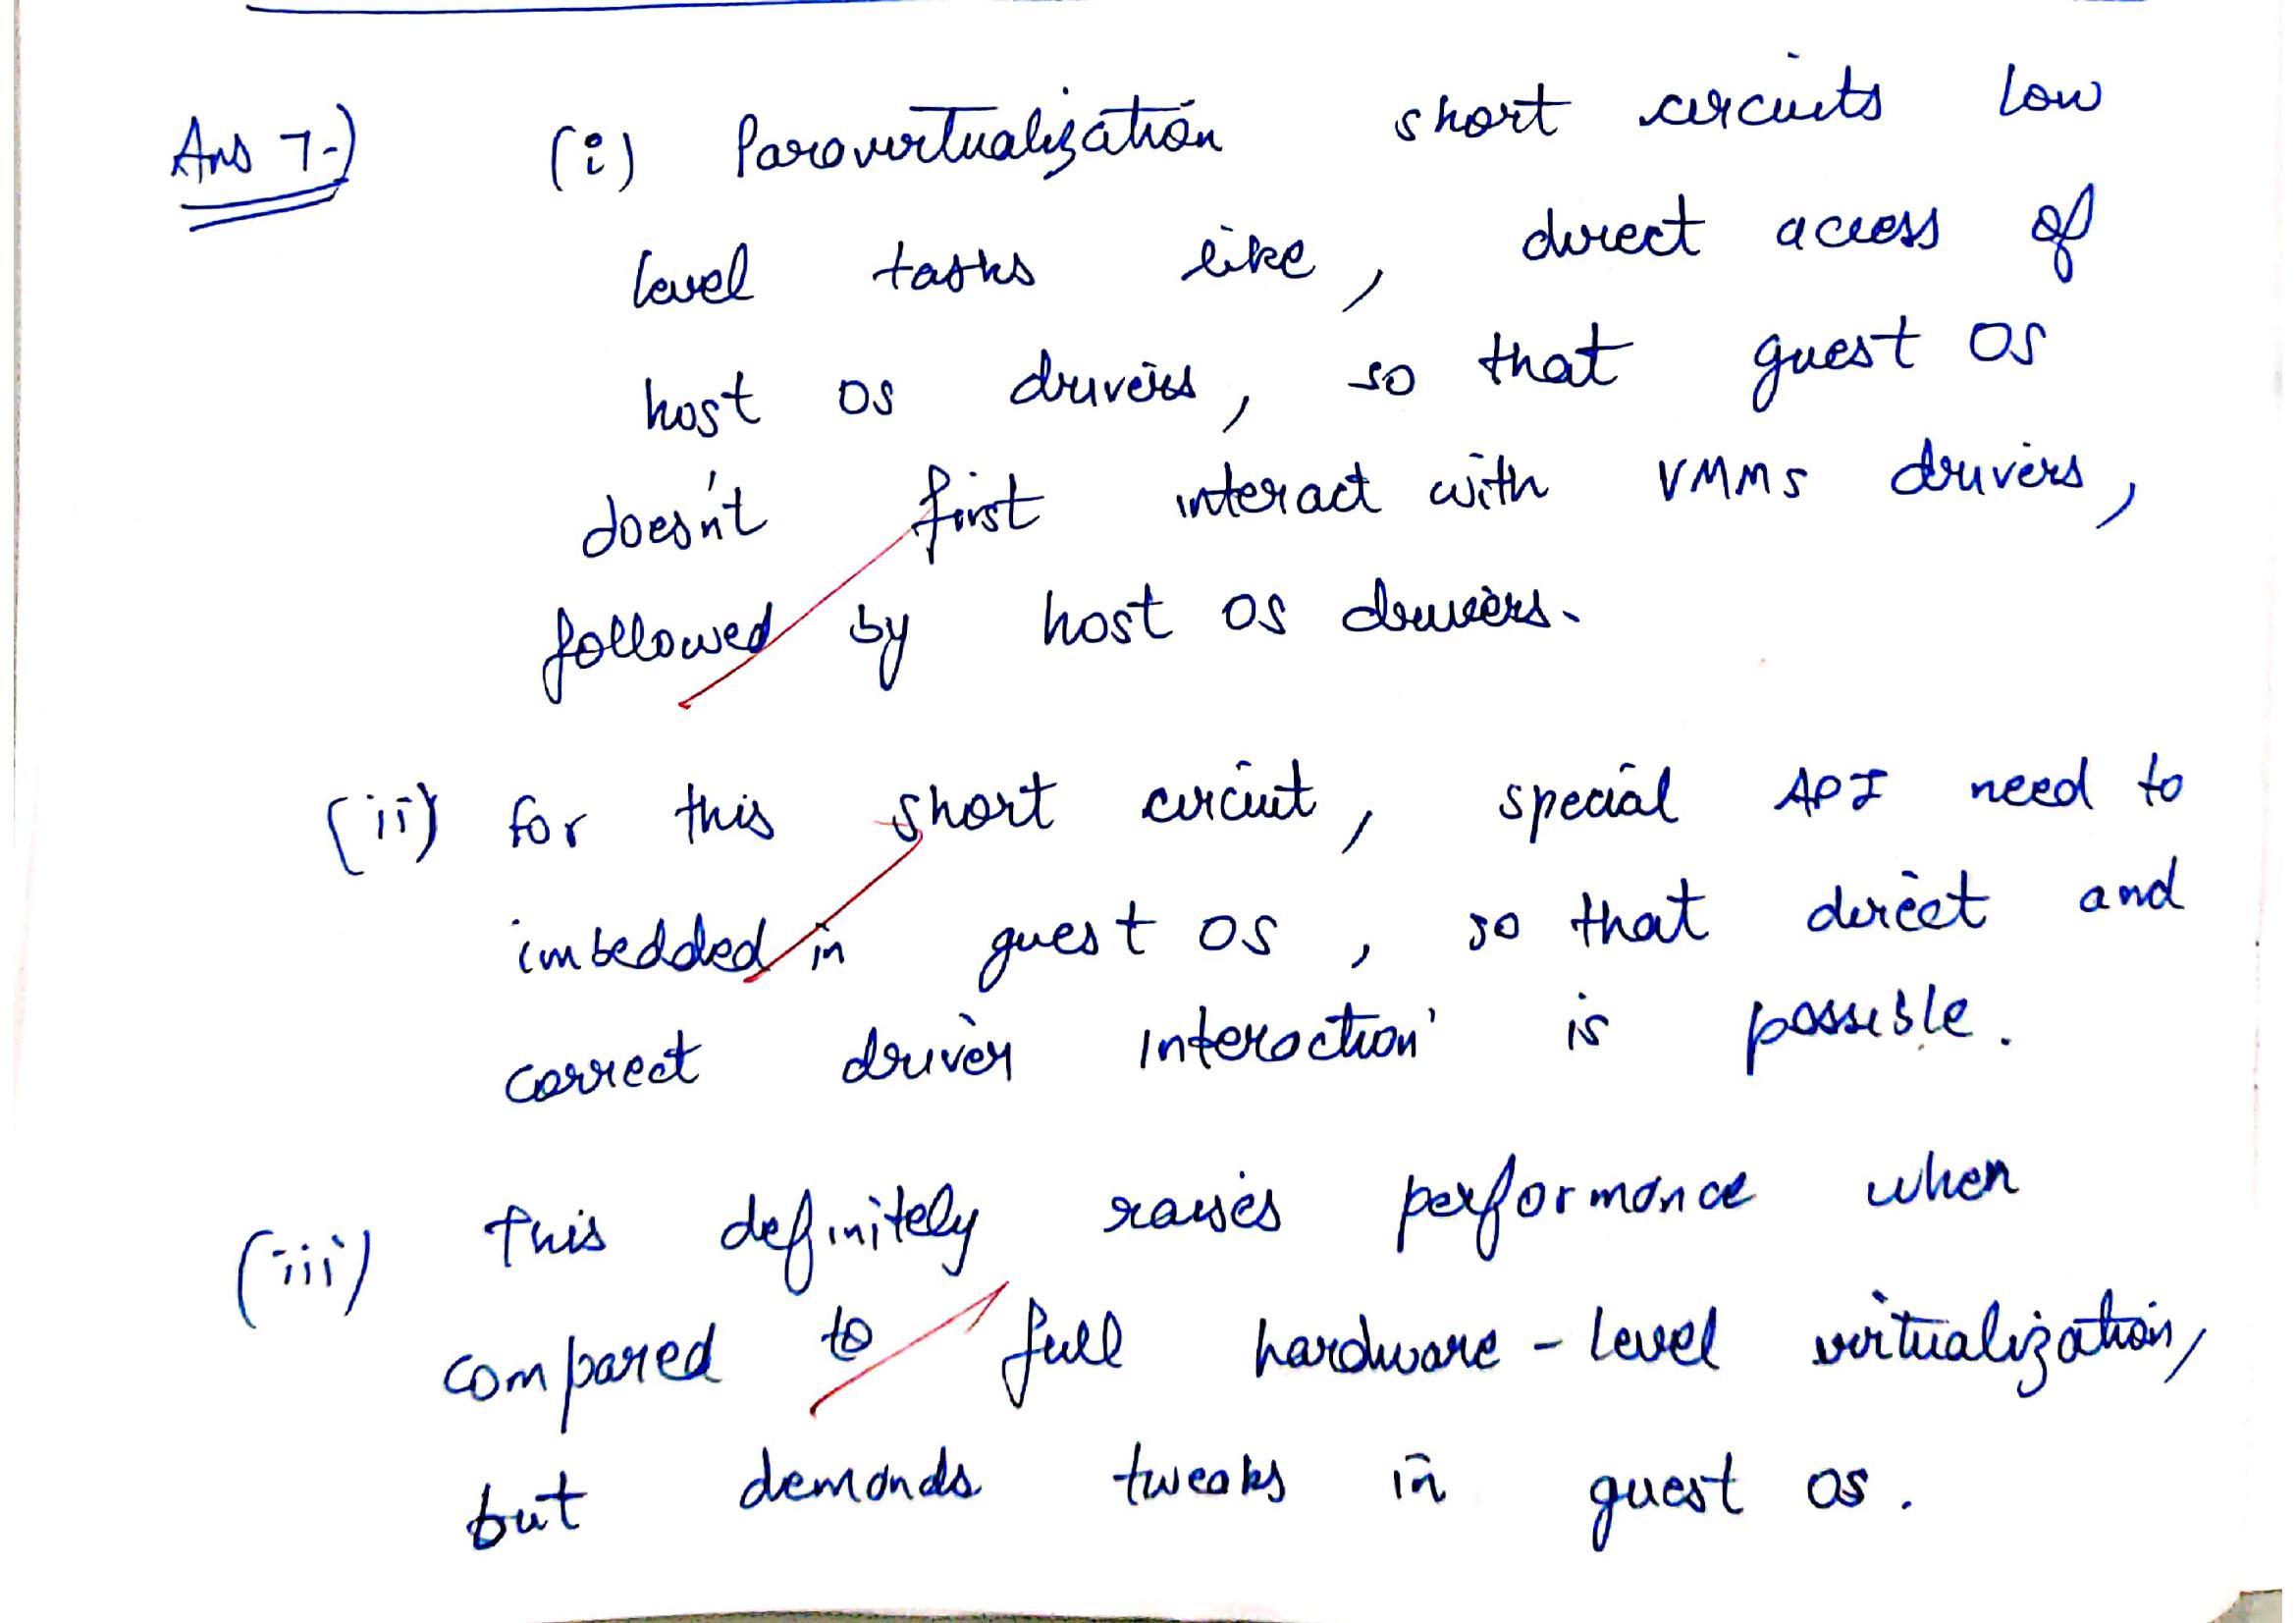 Ans 7-) (i) Paravirtualization short circuits low
level tasks like, direct access of
host OS drivers, so that guest OS
doesn't first interact with VMMs drivers,
followed by host OS drivers.
(ii) for this short circuit, special API need to
imbedded in guest OS, so that direct and
correct driver interaction is possible.
(iii) This definitely raises performance when
compared to full hardware-level virtualization,
but demands tweaks in guest OS.